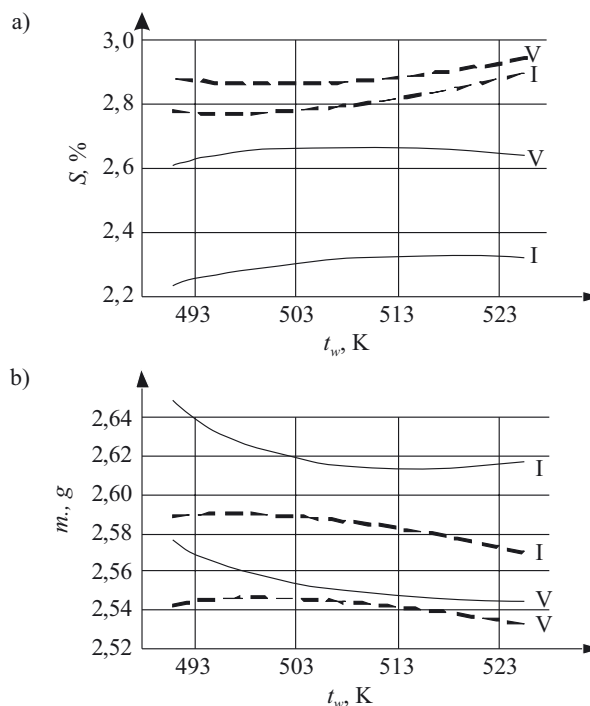 a)
3,0
2,8
2,6
2,4
2,2
S, %
V
I
V
I
493 503 513 523
t_w, K
b)
2,64
2,62
2,60
2,58
2,56
2,54
2,52
m., g
I
I
V
V
493 503 513 523
t_w, K